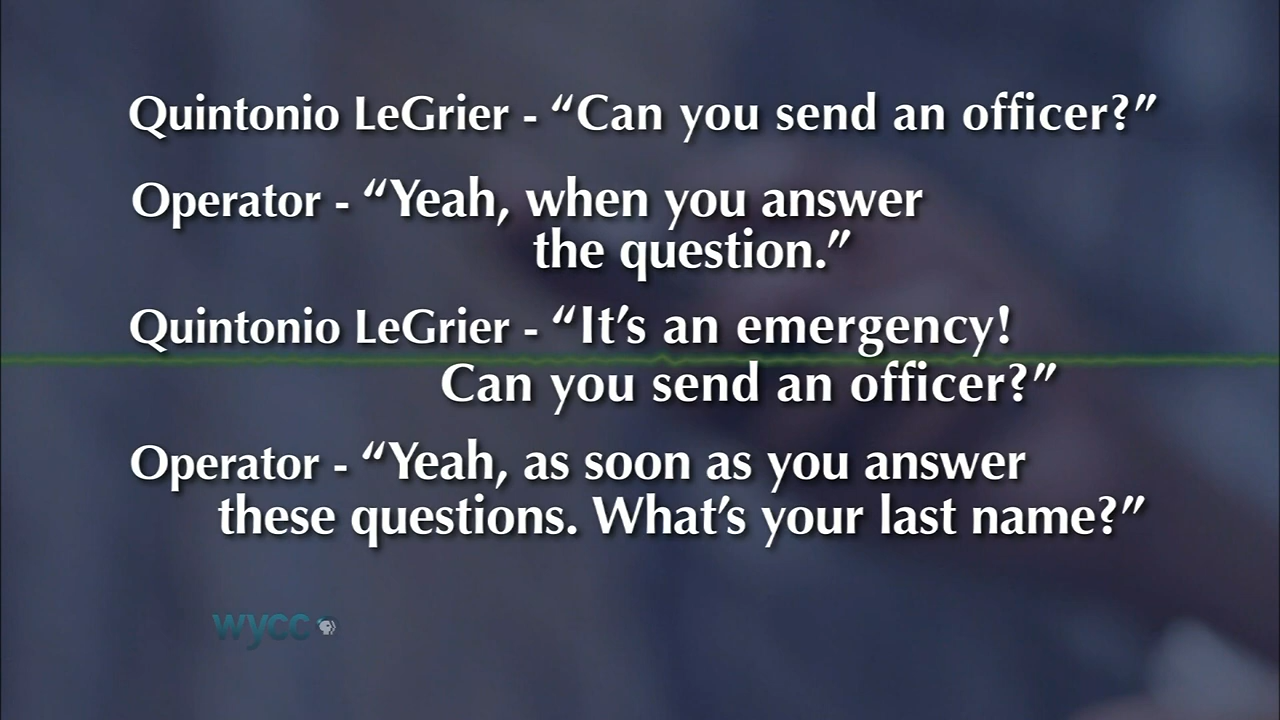 Quintonio LeGrier - “Can you send an officer?”
Operator - “Yeah, when you answer
the question.”
Quintonio LeGrier - “It’s an emergency!
Can you send an officer?”
Operator - “Yeah, as soon as you answer
these questions. What’s your last name?”
wycc